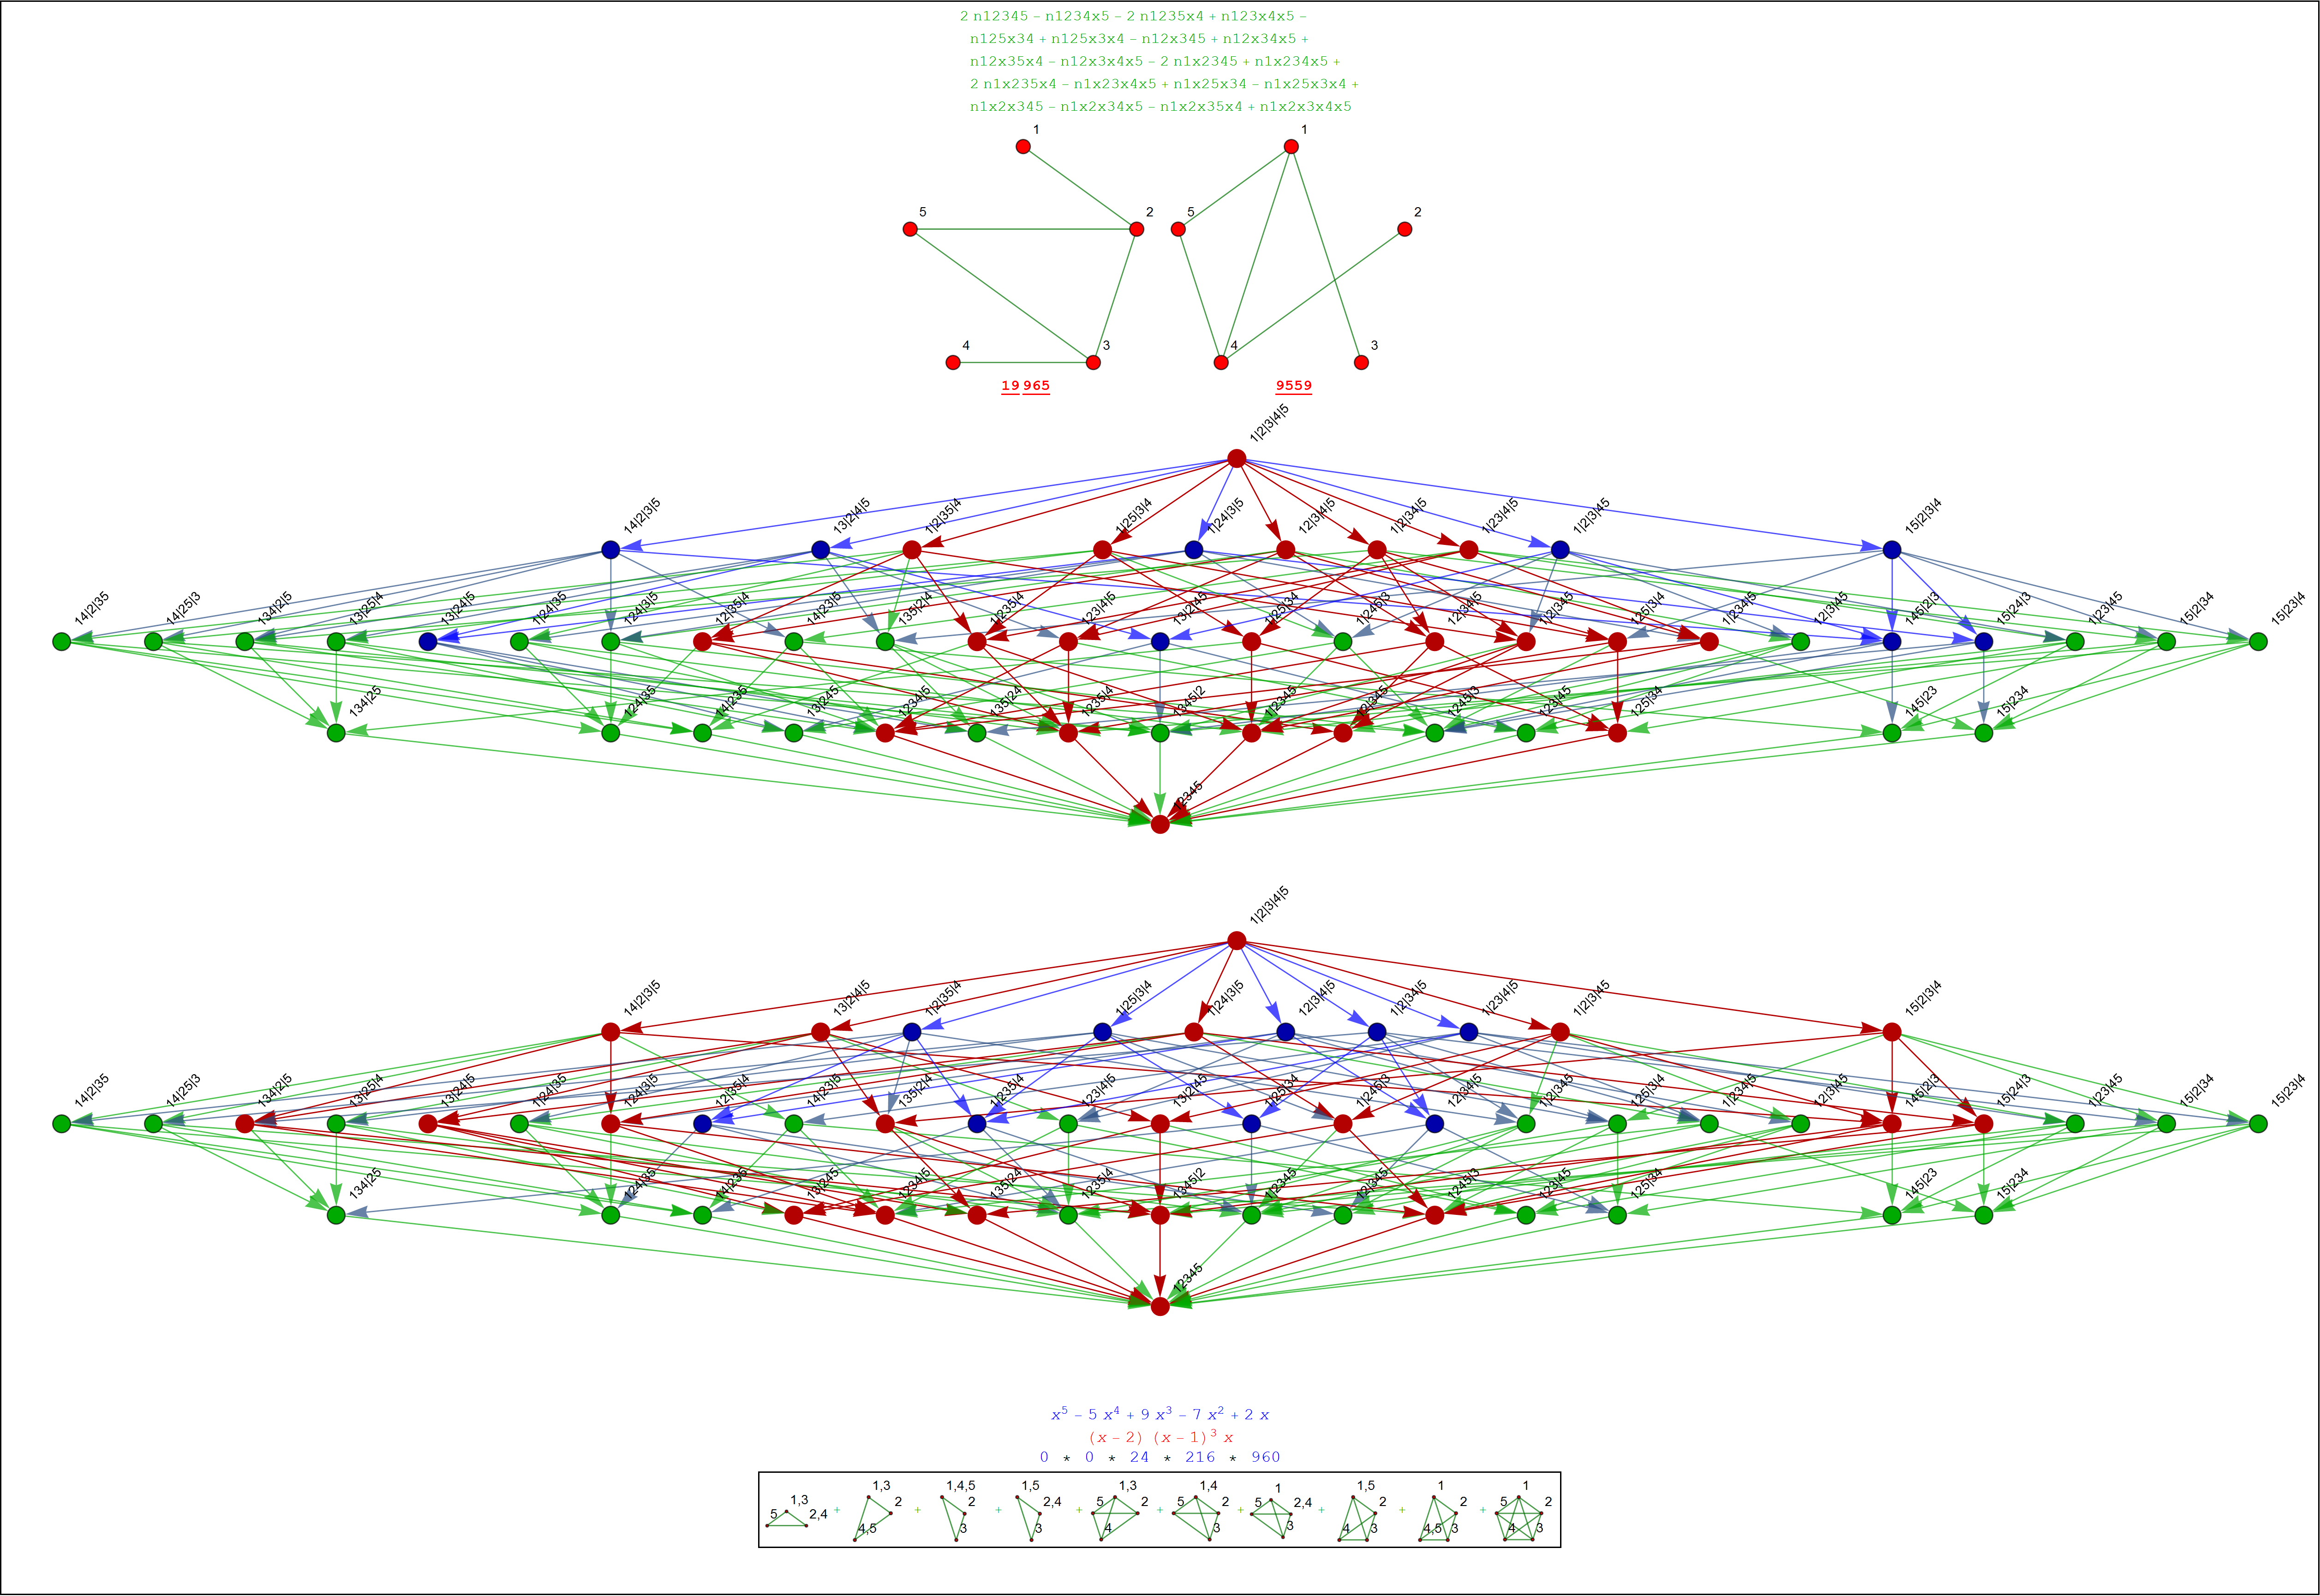 2 n12345 − n1234x5 − 2 n1235x4 + n123x4x5 −
n125x34 + n125x3x4 − n12x345 + n12x34x5 +
n12x35x4 − n12x3x4x5 − 2 n1x2345 + n1x234x5 +
2 n1x235x4 − n1x23x4x5 + n1x25x34 − n1x25x3x4 +
n1x2x345 − n1x2x34x5 − n1x2x35x4 + n1x2x3x4x5
1 1
5 2 5 2
4 3 4 3
19 965 9559
1|2|3|4|5
14|2|3|5 13|2|4|5 1|2|35|4 1|25|3|4 1|24|3|5 12|3|4|5 1|2|34|5 1|23|4|5 1|2|3|45 15|2|3|4
14|2|35 14|25|3 134|2|5 13|25|4 13|24|5 1|24|35 124|3|5 12|35|4 14|23|5 135|2|4 1|235|4 123|4|5 13|2|45 1|25|34 1|245|3 12|34|5 1|2|345 125|3|4 1|234|5 12|3|45 145|2|3 15|24|3 1|23|45 15|2|34 15|23|4
134|25 124|35 14|235 13|245 1234|5 135|24 1235|4 1345|2 1|2345 12|345 1245|3 123|45 125|34 145|23 15|234
12345
1|2|3|4|5
14|2|3|5 13|2|4|5 1|2|35|4 1|25|3|4 1|24|3|5 12|3|4|5 1|2|34|5 1|23|4|5 1|2|3|45 15|2|3|4
14|2|35 14|25|3 134|2|5 13|25|4 13|24|5 1|24|35 124|3|5 12|35|4 14|23|5 135|2|4 1|235|4 123|4|5 13|2|45 1|25|34 1|245|3 12|34|5 1|2|345 125|3|4 1|234|5 12|3|45 145|2|3 15|24|3 1|23|45 15|2|34 15|23|4
134|25 124|35 14|235 13|245 1234|5 135|24 1235|4 1345|2 1|2345 12|345 1245|3 123|45 125|34 145|23 15|234
12345
x⁵ − 5 x⁴ + 9 x³ − 7 x² + 2 x
(x − 2) (x − 1)³ x
0 * 0 * 24 * 216 * 960
1,3 5 2,4 + 1,3 2 4,5 + 1,4,5 2 3 + 1,5 2,4 3 + 1,3 5 2 4 + 1,4 5 2 3 + 1 5 2,4 3 + 1,5 2 4 3 + 1 2 4,5 3 + 1 5 2 4 3